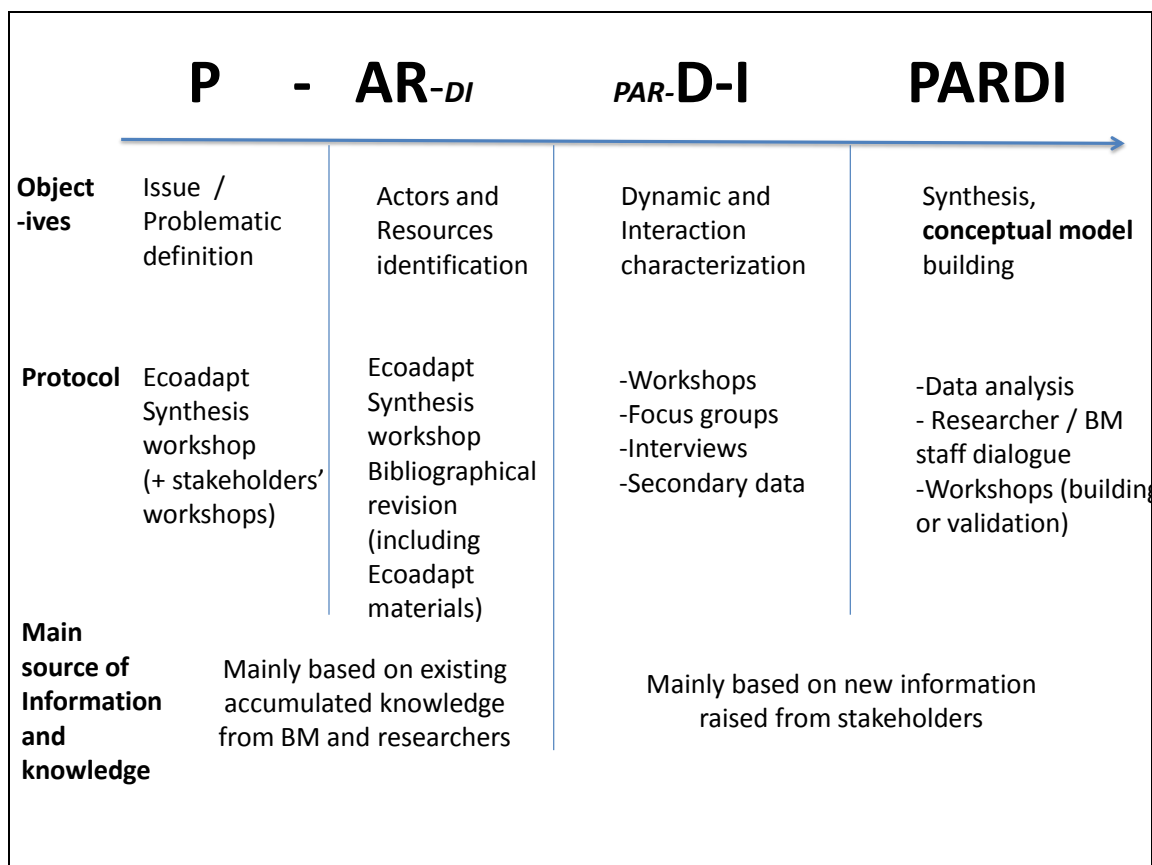 P - AR-DI PAR-D-I PARDI
Object
-ives
Issue /
Problematic
definition
Actors and
Resources
identification
Dynamic and
Interaction
characterization
Synthesis,
conceptual model
building
Protocol
Ecoadapt
Synthesis
workshop
(+ stakeholders’
workshops)
Ecoadapt
Synthesis
workshop
Bibliographical
revision
(including
Ecoadapt
materials)
-Workshops
-Focus groups
-Interviews
-Secondary data
-Data analysis
- Researcher / BM
staff dialogue
-Workshops (building
or validation)
Main
source of
Information
and
knowledge
Mainly based on existing
accumulated knowledge
from BM and researchers
Mainly based on new information
raised from stakeholders